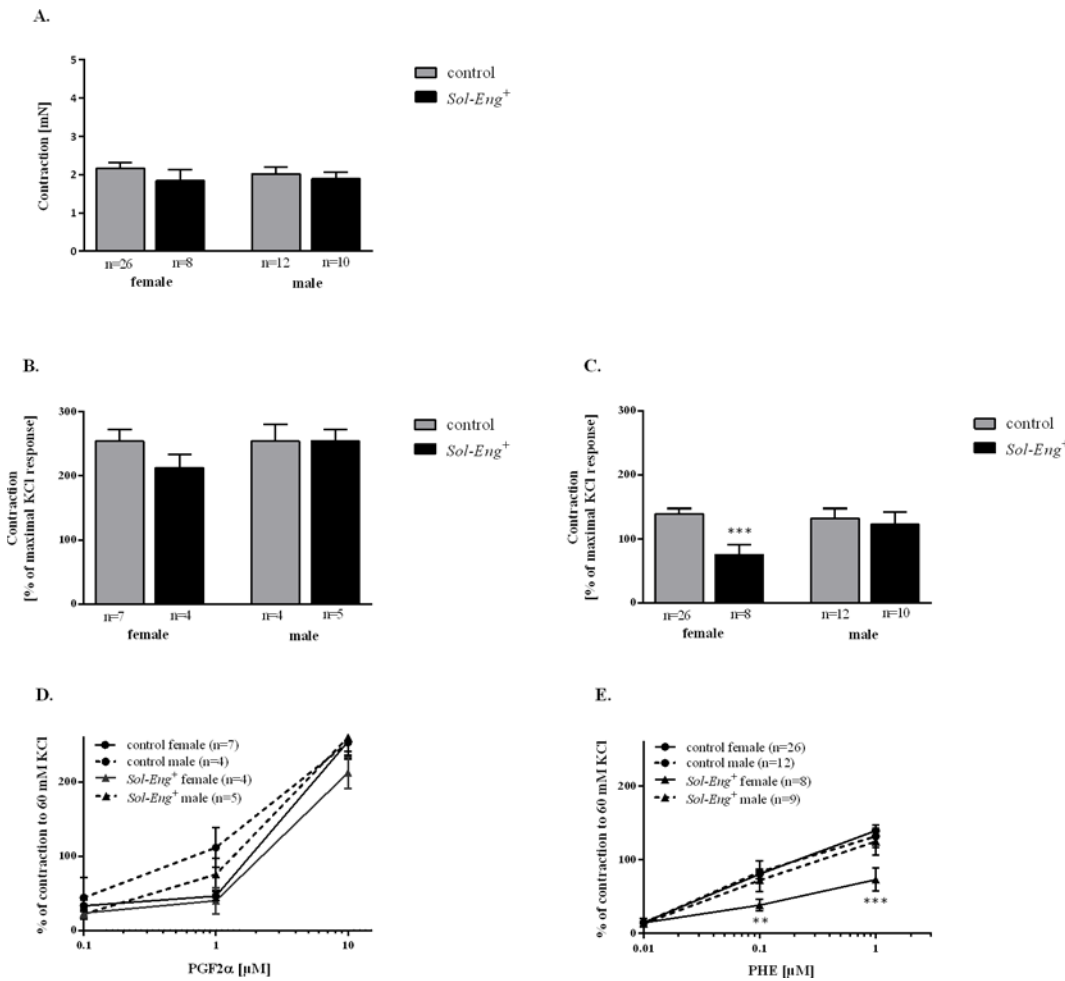 A.
Contraction [mN]
5
4
3
2
1
0
control
Sol-Eng+
n=26 n=8 n=12 n=10
female male
B.
Contraction
[% of maximal KCl response]
300
200
100
0
control
Sol-Eng+
n=7 n=4 n=4 n=5
female male
C.
Contraction
[% of maximal KCl response]
300
200
100
0
***
control
Sol-Eng+
n=26 n=8 n=12 n=10
female male
D.
% of contraction to 60 mM KCl
200
100
0
control female (n=7)
control male (n=4)
Sol-Eng+ female (n=4)
Sol-Eng+ male (n=5)
0.1 1 10
PGF2α [µM]
E.
% of contraction to 60 mM KCl
200
100
0
control female (n=26)
control male (n=12)
Sol-Eng+ female (n=8)
Sol-Eng+ male (n=9)
**
***
0.01 0.1 1
PHE [µM]